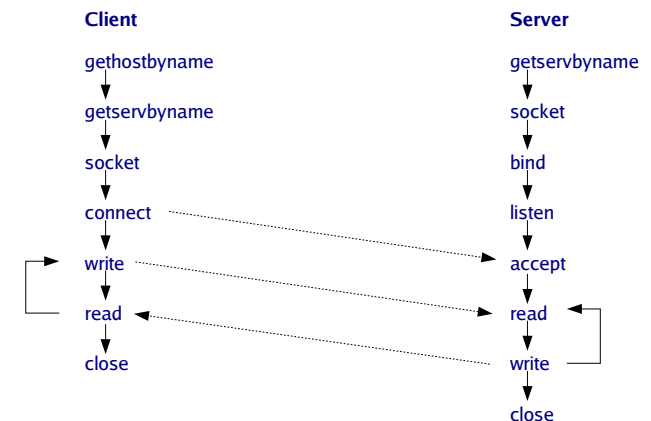 Client
gethostbyname
getservbyname
socket
connect
write
read
close
Server
getservbyname
socket
bind
listen
accept
read
write
close